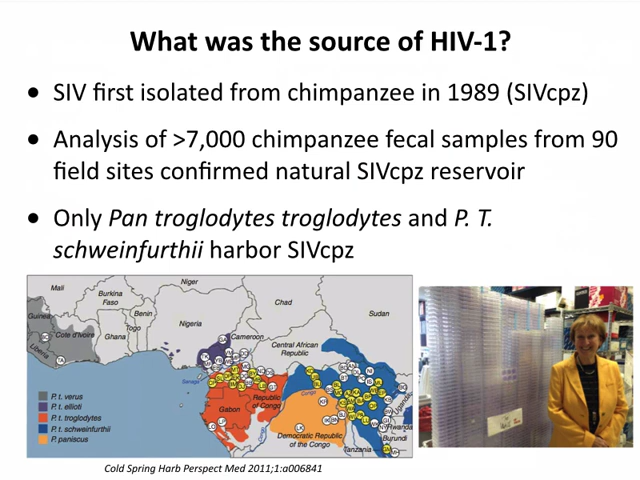 What was the source of HIV-1?
• SIV first isolated from chimpanzee in 1989 (SIVcpz)
• Analysis of >7,000 chimpanzee fecal samples from 90
field sites confirmed natural SIVcpz reservoir
• Only Pan troglodytes troglodytes and P. T.
schweinfurthii harbor SIVcpz
Mali
Niger
Burkina
Faso
Chad
Sudan
Guinea
Benin
Nigeria
Cote d'Ivoire
Togo
Ghana
Liberia
Cameroon
Central African
Republic
Sanaga
Congo
Uganda
Gabon
Republic
of Congo
Rwanda
Democratic Republic
of the Congo
Burundi
Tanzania
P. t. verus
P. t. ellioti
P. t. troglodytes
P. t. schweinfurthii
P. paniscus
Cold Spring Harb Perspect Med 2011;1:a006841